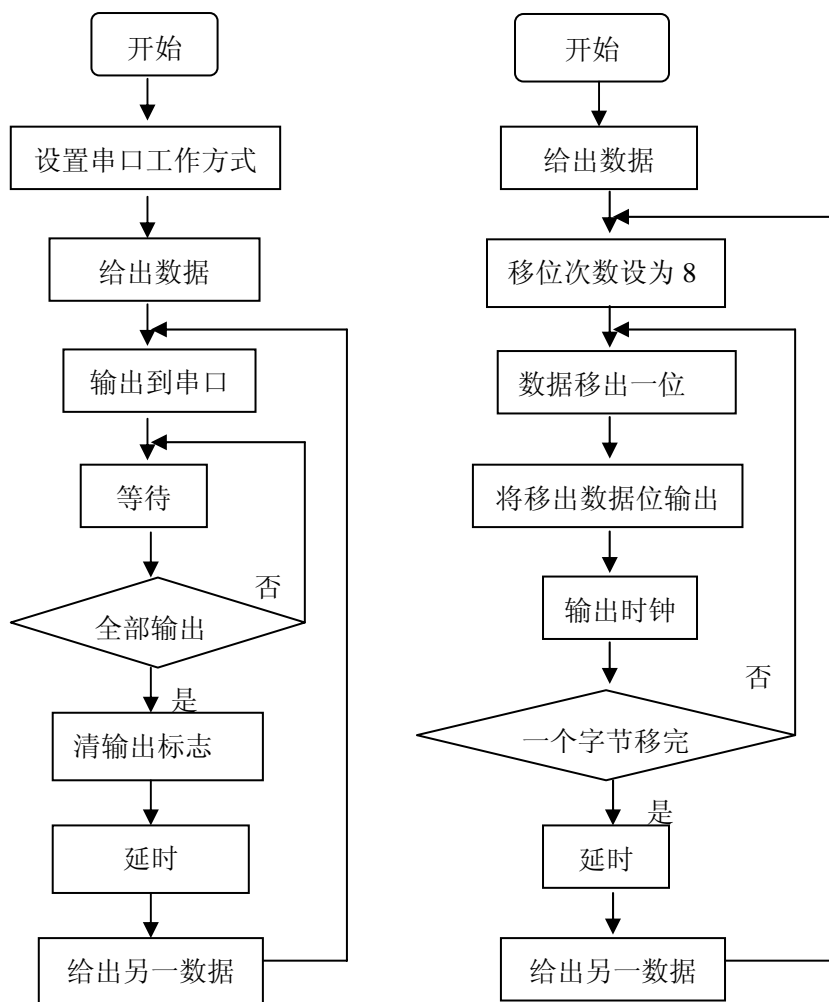 开始
设置串口工作方式
给出数据
输出到串口
等待
否
全部输出
是
清输出标志
延时
给出另一数据
开始
给出数据
移位次数设为 8
数据移出一位
将移出数据位输出
输出时钟
否
一个字节移完
是
延时
给出另一数据